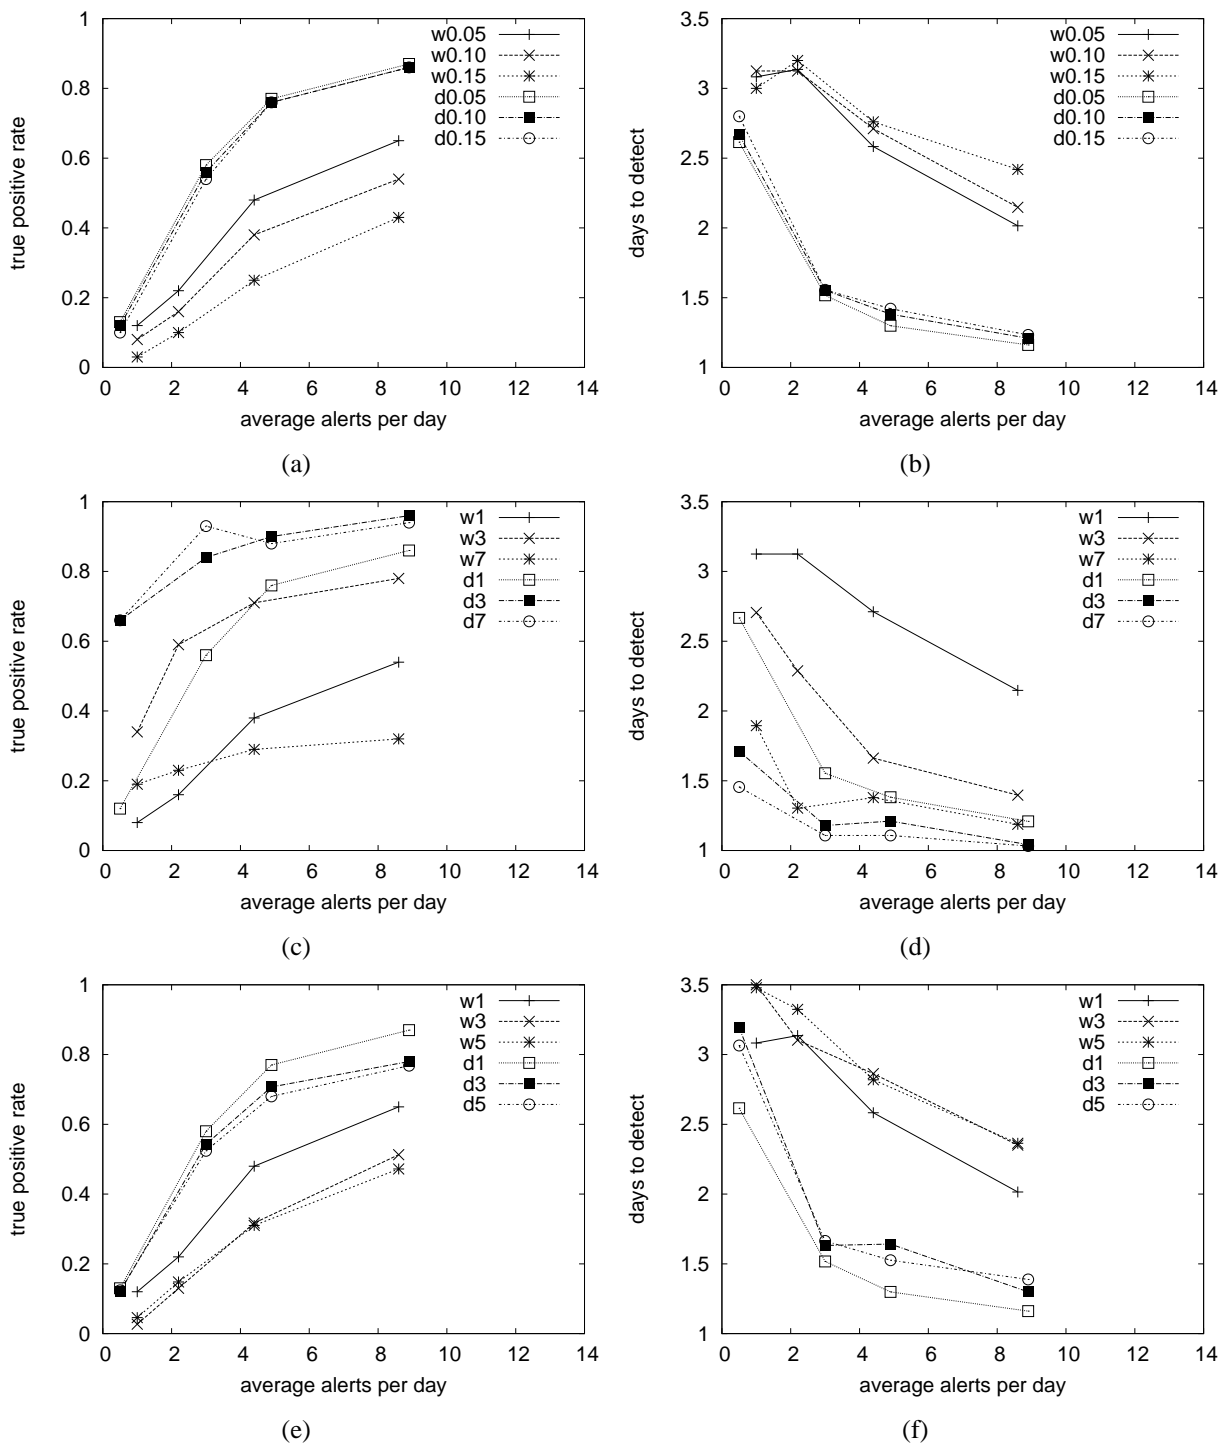 1
0.8
0.6
0.4
0.2
0
true positive rate
w0.05
w0.10
w0.15
d0.05
d0.10
d0.15
0 2 4 6 8 10 12 14
average alerts per day
(a)
3.5
3
2.5
2
1.5
1
days to detect
w0.05
w0.10
w0.15
d0.05
d0.10
d0.15
0 2 4 6 8 10 12 14
average alerts per day
(b)
1
0.8
0.6
0.4
0.2
0
true positive rate
w1
w3
w7
d1
d3
d7
0 2 4 6 8 10 12 14
average alerts per day
(c)
3.5
3
2.5
2
1.5
1
days to detect
w1
w3
w7
d1
d3
d7
0 2 4 6 8 10 12 14
average alerts per day
(d)
1
0.8
0.6
0.4
0.2
0
true positive rate
w1
w3
w5
d1
d3
d5
0 2 4 6 8 10 12 14
average alerts per day
(e)
3.5
3
2.5
2
1.5
1
days to detect
w1
w3
w5
d1
d3
d5
0 2 4 6 8 10 12 14
average alerts per day
(f)